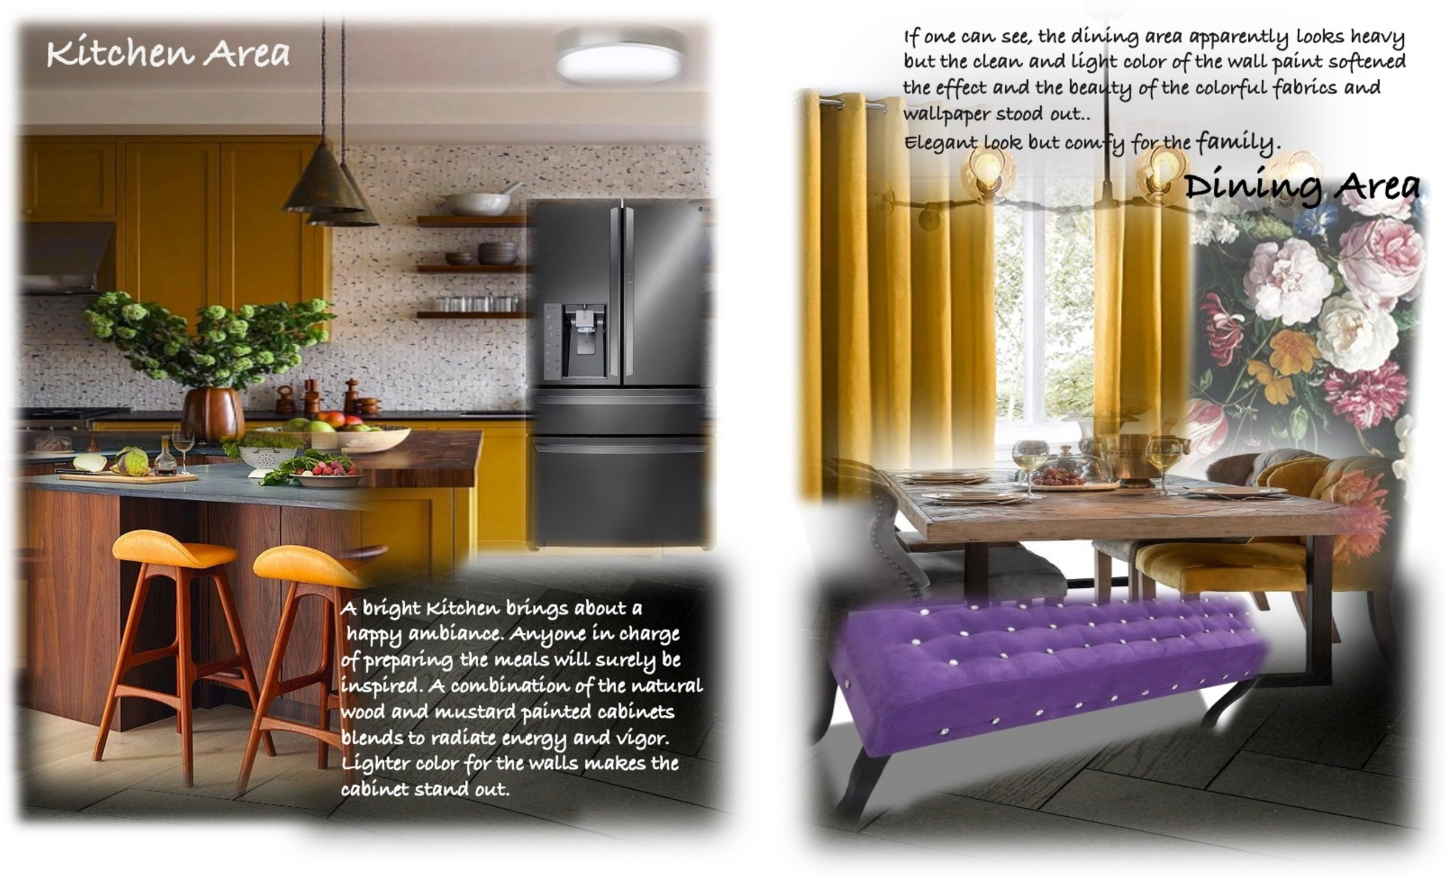 Kitchen Area
A bright Kitchen brings about a
happy ambiance. Anyone in charge
of preparing the meals will surely be
inspired. A combination of the natural
wood and mustard painted cabinets
blends to radiate energy and vigor.
Lighter color for the walls makes the
cabinet stand out.
If one can see, the dining area apparently looks heavy
but the clean and light color of the wall paint softened
the effect and the beauty of the colorful fabrics and
wallpaper stood out..
Elegant look but comfy for the family.
Dining Area